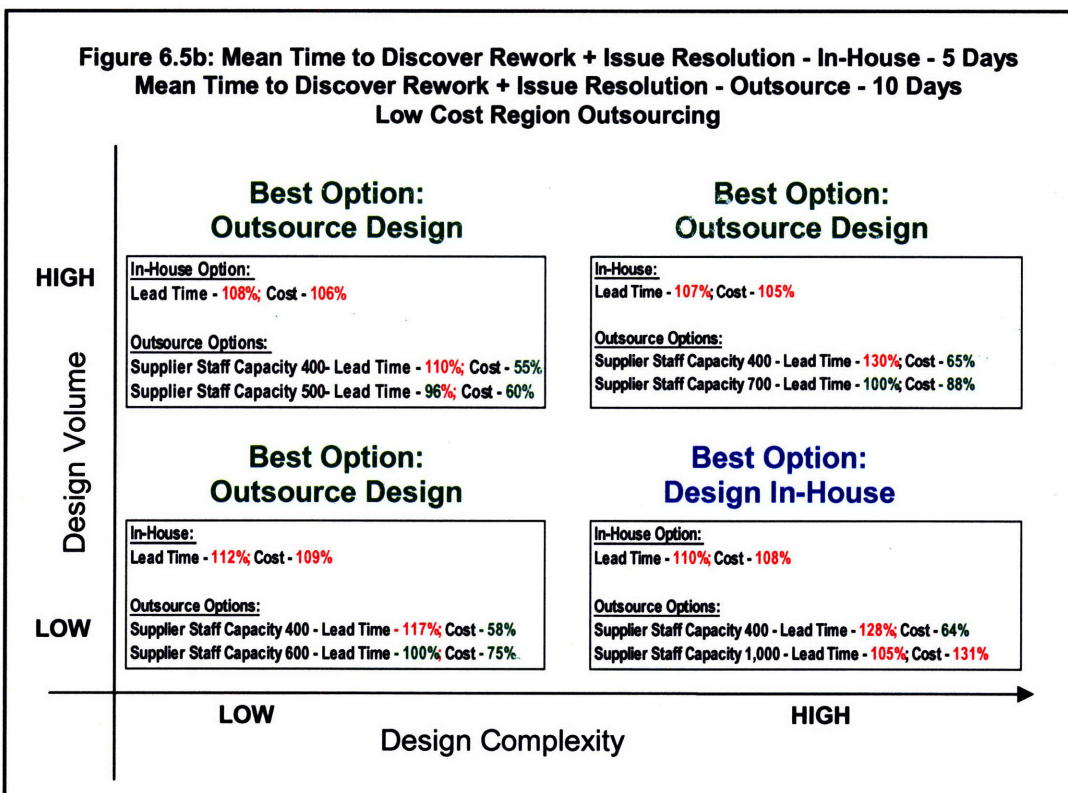 Figure 6.5b: Mean Time to Discover Rework + Issue Resolution - In-House - 5 Days
Mean Time to Discover Rework + Issue Resolution - Outsource - 10 Days
Low Cost Region Outsourcing
Design Volume
HIGH
Best Option:
Outsource Design
In-House Option:
Lead Time - 108%; Cost - 106%
Outsource Options:
Supplier Staff Capacity 400- Lead Time - 110%; Cost - 55%
Supplier Staff Capacity 500- Lead Time - 96%; Cost - 60%
Best Option:
Outsource Design
In-House:
Lead Time - 107%; Cost - 105%
Outsource Options:
Supplier Staff Capacity 400 - Lead Time - 130%; Cost - 65%
Supplier Staff Capacity 700 - Lead Time - 100%; Cost - 88%
LOW
Best Option:
Outsource Design
In-House:
Lead Time - 112%; Cost - 109%
Outsource Options:
Supplier Staff Capacity 400 - Lead Time - 117%; Cost - 58%
Supplier Staff Capacity 600 - Lead Time - 100%; Cost - 75%
Best Option:
Design In-House
In-House Option:
Lead Time - 110%; Cost - 108%
Outsource Options:
Supplier Staff Capacity 400 - Lead Time - 128%; Cost - 64%
Supplier Staff Capacity 1,000 - Lead Time - 105%; Cost - 131%
LOW
HIGH
Design Complexity